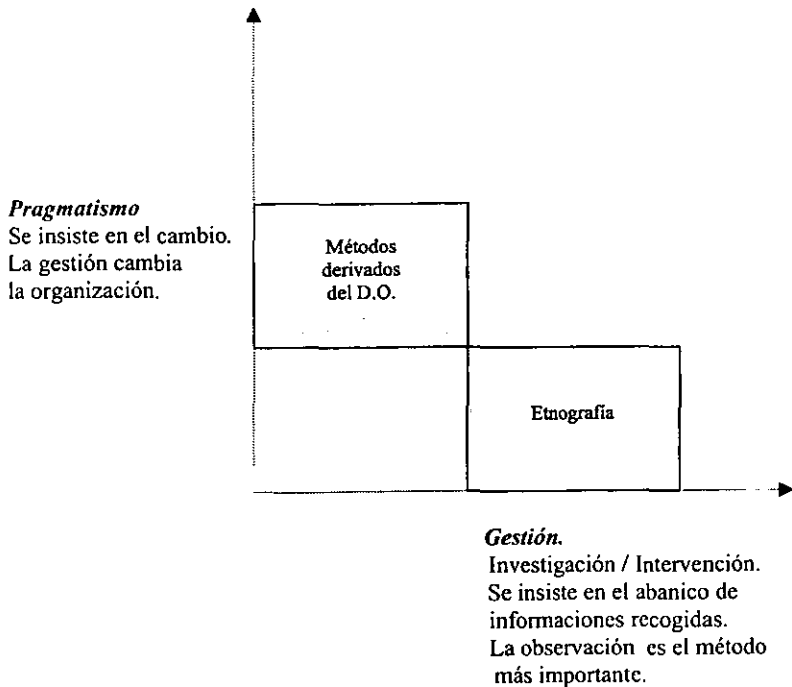 Pragmatismo
Se insiste en el cambio.
La gestión cambia
la organización.
Métodos
derivados
del D.O.
Etnografía
Gestión.
Investigación / Intervención.
Se insiste en el abanico de
informaciones recogidas.
La observación es el método
más importante.